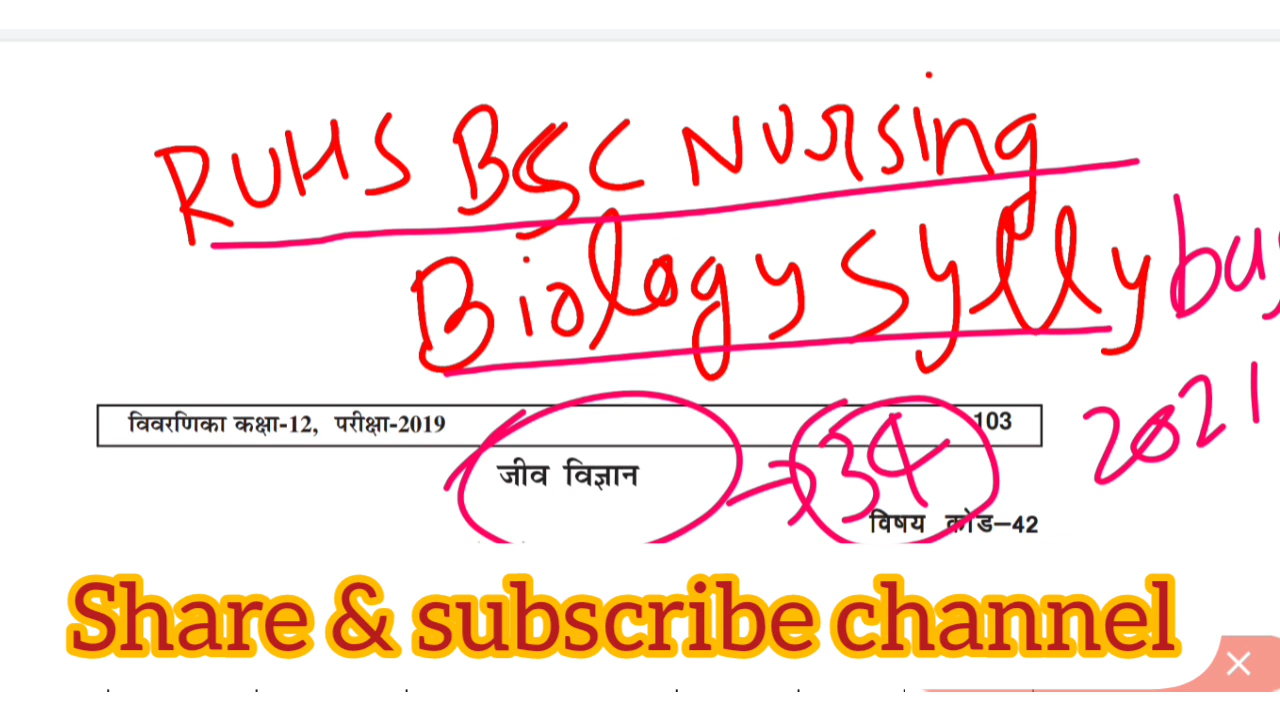 RUHS BSC Nursing
Biology Syllybus
2021
विवरणिका कक्षा-12, परीक्षा-2019 103
जीव विज्ञान 34
विषय कोड–42
Share & subscribe channel